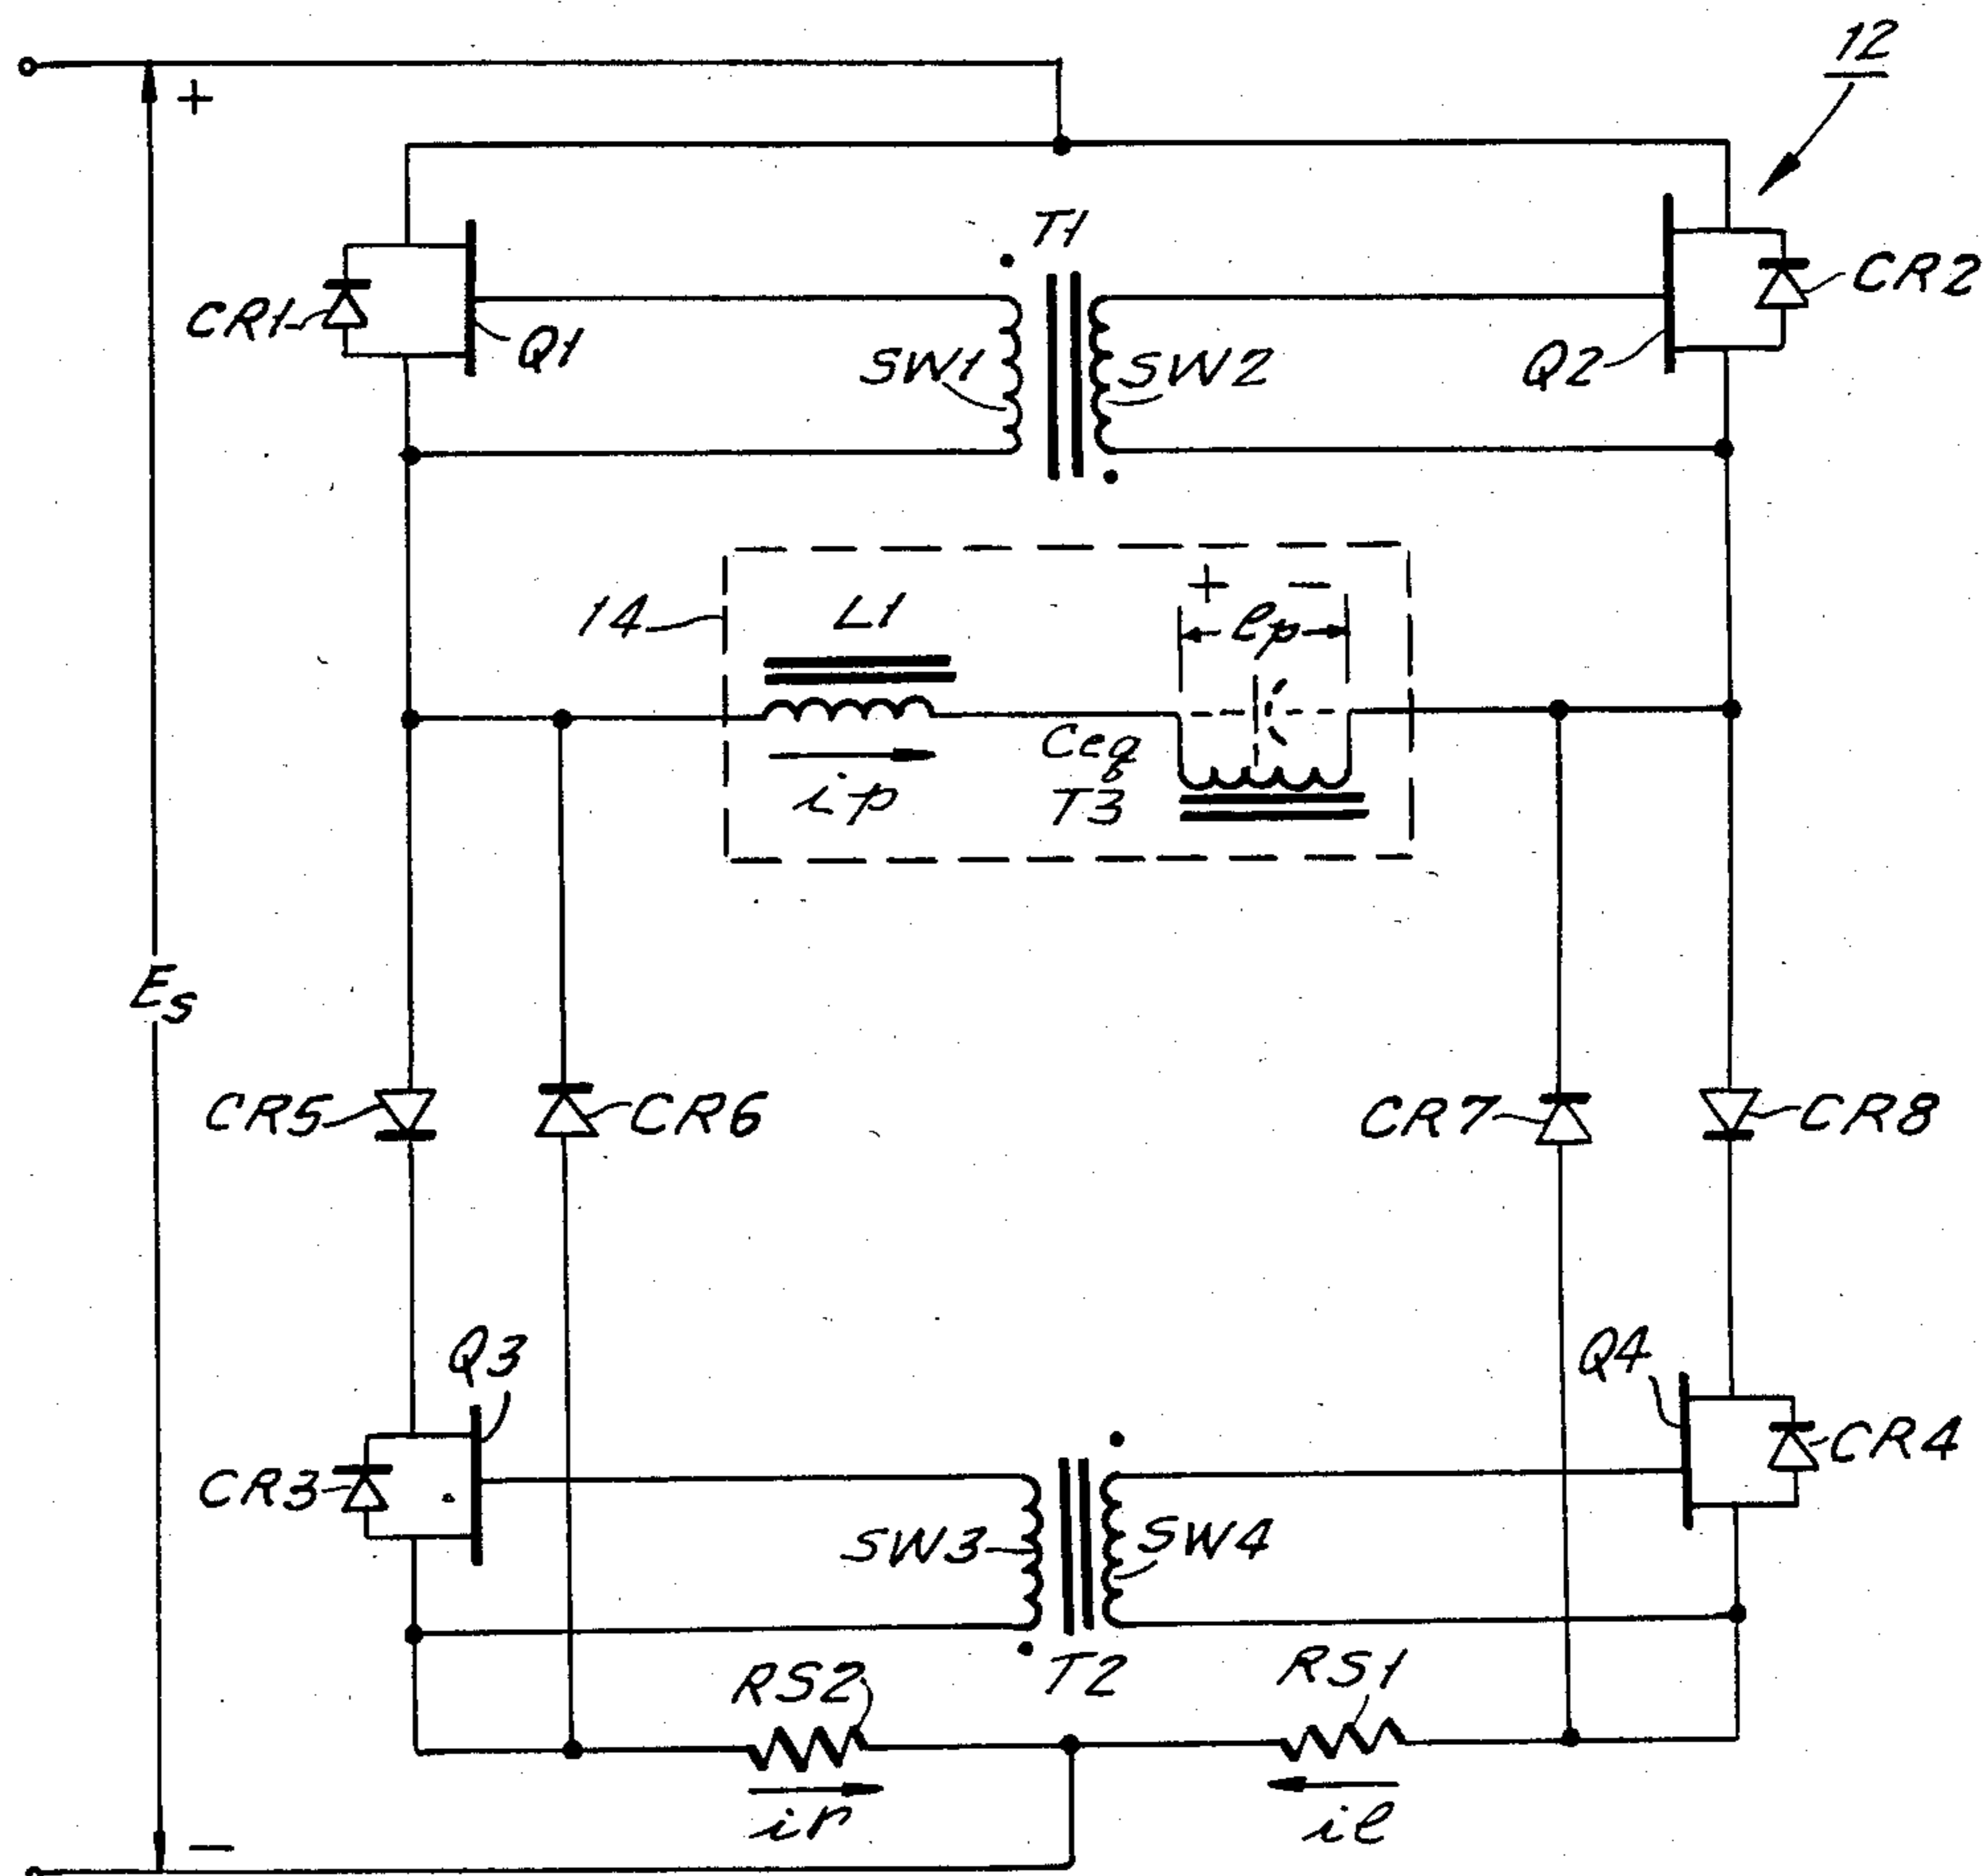 12
+
T1
CR1
Q1
SW1
SW2
Q2
CR2
14
L1
+ -
ep
ip
Ceq
T3
Es
CR5
CR6
CR7
CR8
Q3
Q4
CR3
SW3
SW4
CR4
RS2
T2
RS1
ir
il
-